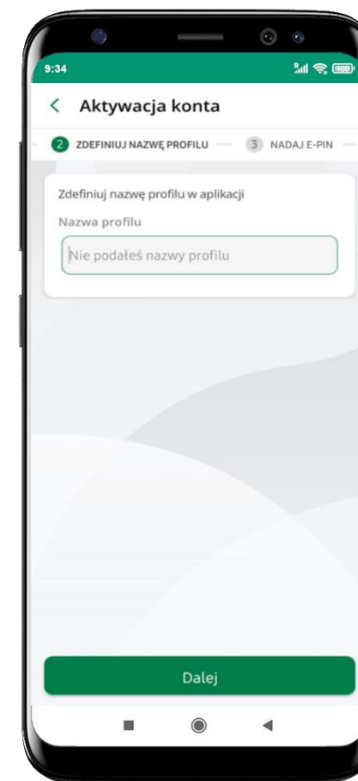 9:34
Aktywacja konta
2 ZDEFINIUJ NAZWĘ PROFILU 3 NADAJ E-PIN
Zdefiniuj nazwę profilu w aplikacji
Nazwa profilu
Nie podałeś nazwy profilu
Dalej